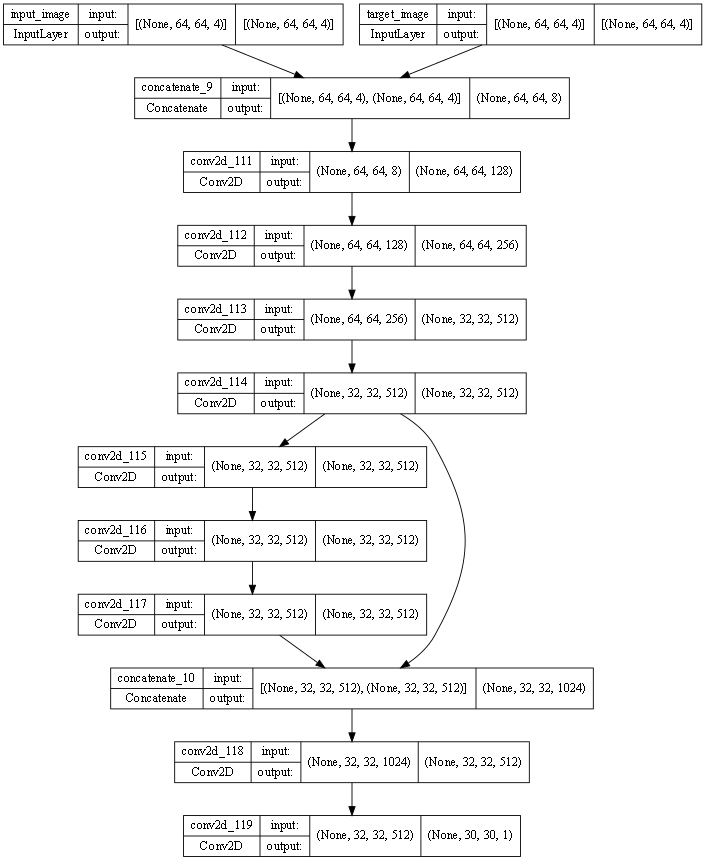 input_image input: [(None, 64, 64, 4)] [(None, 64, 64, 4)]
InputLayer output:
target_image input: [(None, 64, 64, 4)] [(None, 64, 64, 4)]
InputLayer output:
concatenate_9 input: [(None, 64, 64, 4), (None, 64, 64, 4)] (None, 64, 64, 8)
Concatenate output:
conv2d_111 input: (None, 64, 64, 8) (None, 64, 64, 128)
Conv2D output:
conv2d_112 input: (None, 64, 64, 128) (None, 64, 64, 256)
Conv2D output:
conv2d_113 input: (None, 64, 64, 256) (None, 32, 32, 512)
Conv2D output:
conv2d_114 input: (None, 32, 32, 512) (None, 32, 32, 512)
Conv2D output:
conv2d_115 input: (None, 32, 32, 512) (None, 32, 32, 512)
Conv2D output:
conv2d_116 input: (None, 32, 32, 512) (None, 32, 32, 512)
Conv2D output:
conv2d_117 input: (None, 32, 32, 512) (None, 32, 32, 512)
Conv2D output:
concatenate_10 input: [(None, 32, 32, 512), (None, 32, 32, 512)] (None, 32, 32, 1024)
Concatenate output:
conv2d_118 input: (None, 32, 32, 1024) (None, 32, 32, 512)
Conv2D output:
conv2d_119 input: (None, 32, 32, 512) (None, 30, 30, 1)
Conv2D output: